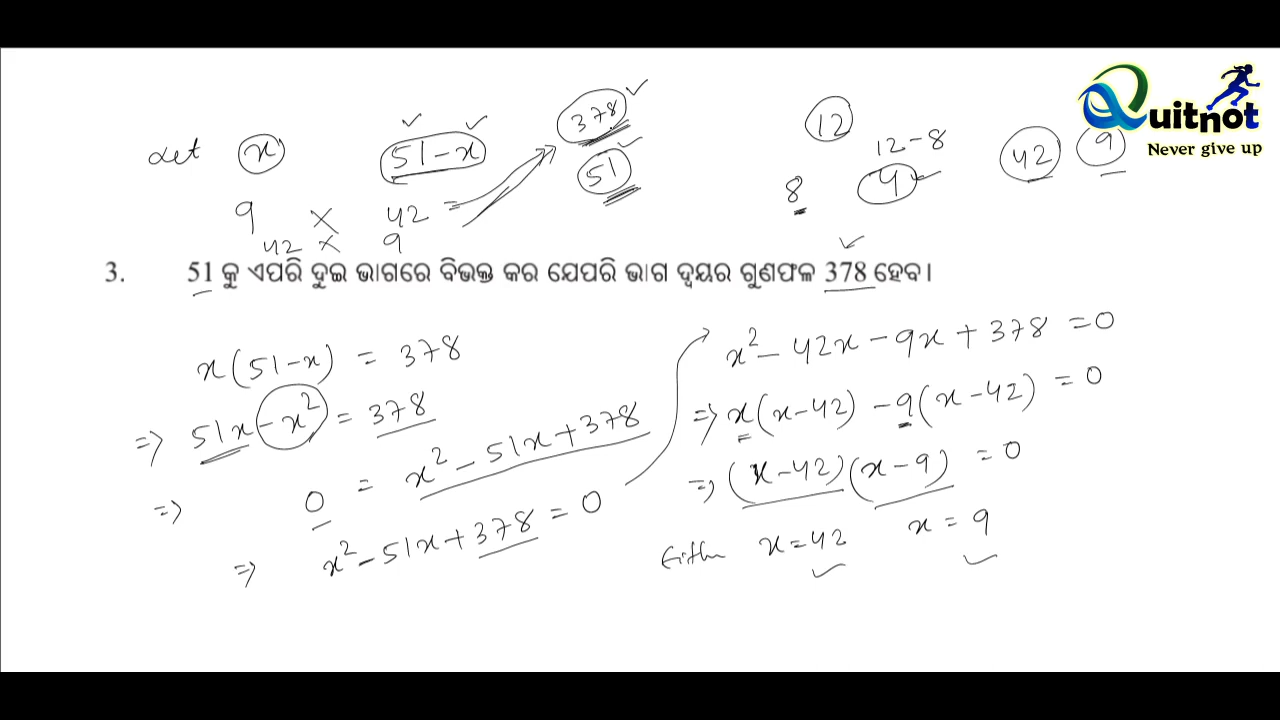 Quitnot
Never give up
Let x 51-x 378
51
12
12-8
8 4
42 9
9 × 42 =
42 × 9
3. 51 କୁ ଏପରି ଦୁଇ ଭାଗରେ ବିଭକ୍ତ କର ଯେପରି ଭାଗ ଦ୍ୱୟର ଗୁଣଫଳ 378 ହେବ।
x(51-x) = 378
⇒ 51x - x² = 378
⇒ 0 = x² - 51x + 378
⇒ x² - 51x + 378 = 0
x² - 42x - 9x + 378 = 0
⇒ x(x-42) - 9(x-42) = 0
⇒ (x-42)(x-9) = 0
Either x = 42 x = 9